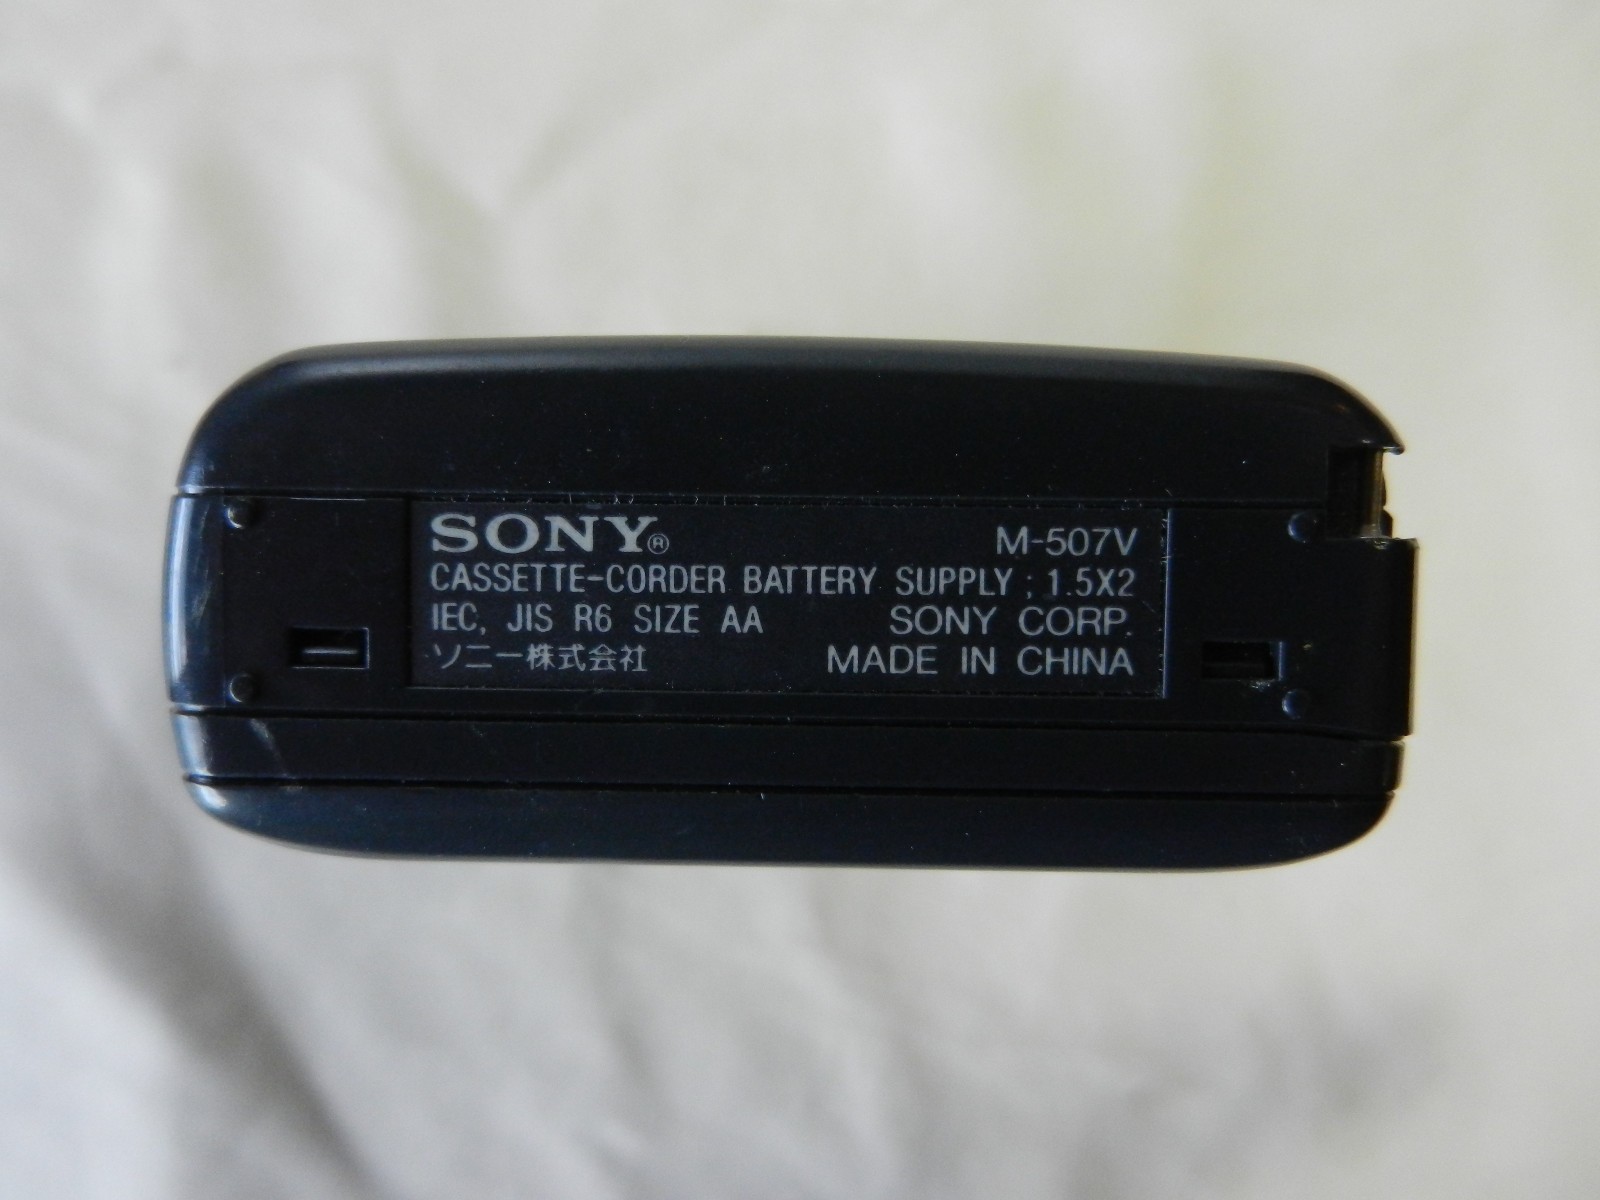 SONY® M-507V
CASSETTE-CORDER BATTERY SUPPLY ; 1.5X2
IEC, JIS R6 SIZE AA SONY CORP.
ソニー株式会社 MADE IN CHINA